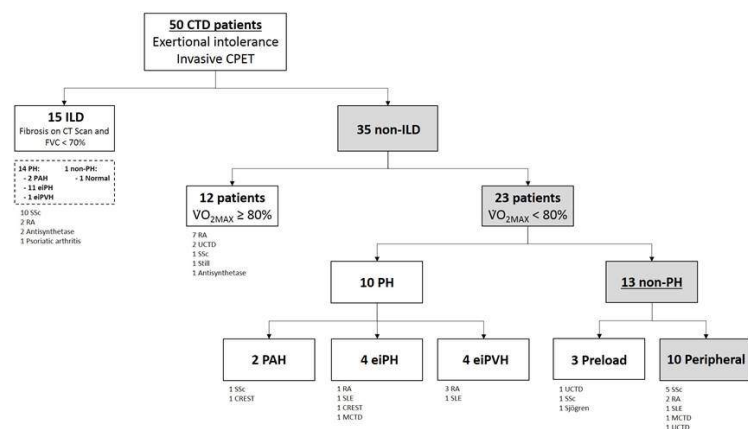 50 CTD patients
Exertional intolerance
Invasive CPET
15 ILD
Fibrosis on CT Scan and
FVC < 70%
35 non-ILD
14 PH:
- 2 PAH
- 11 eiPH
- 1 eiPVH
1 non-PH:
- 1 Normal
10 SSc
2 RA
2 Antisynthetase
1 Psoriatic arthritis
12 patients
V̇O2MAX ≥ 80%
23 patients
V̇O2MAX < 80%
7 RA
2 UCTD
1 SSc
1 Still
1 Antisynthetase
10 PH
13 non-PH
2 PAH
4 eiPH
4 eiPVH
3 Preload
10 Peripheral
1 SSc
1 CREST
1 RA
1 SLE
1 CREST
1 MCTD
3 RA
1 SLE
1 UCTD
1 SSc
1 Sjögren
5 SSc
2 RA
1 SLE
1 MCTD
1 UCTD